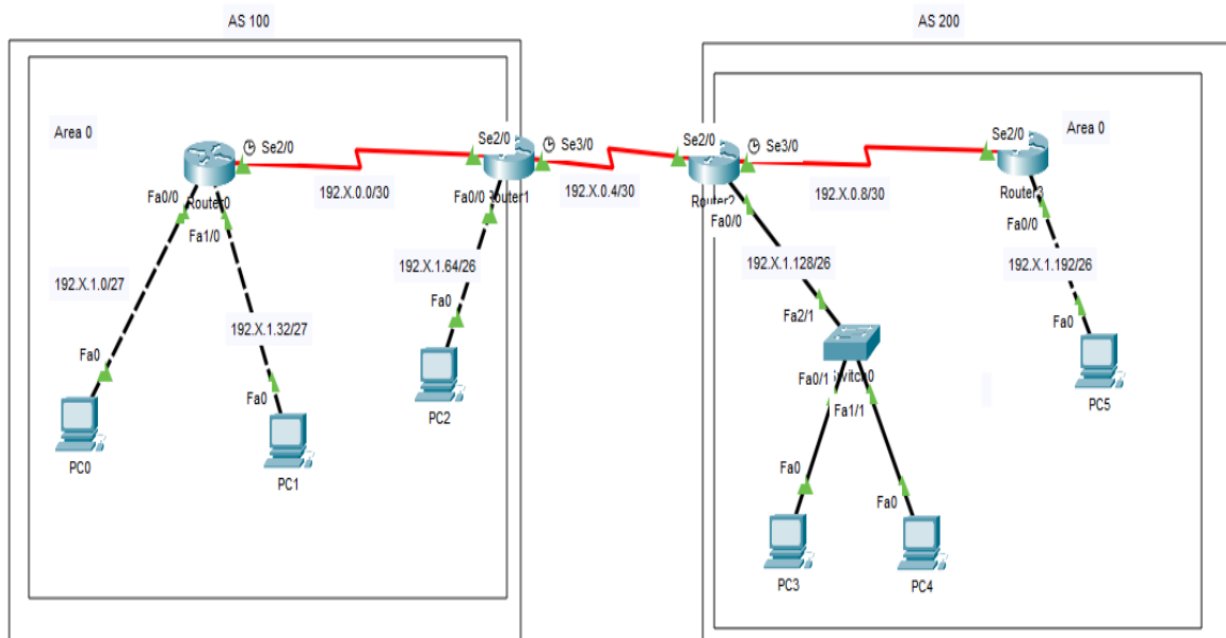 AS 100
AS 200
Area 0
Se2/0
Se2/0
Se3/0
Se2/0
Se3/0
Se2/0
Area 0
Fa0/0
Router0
192.X.0.0/30
Fa0/0
Router1
192.X.0.4/30
Router2
192.X.0.8/30
Router3
Fa1/0
Fa0/0
Fa0/0
192.X.1.0/27
192.X.1.64/26
192.X.1.128/26
192.X.1.192/26
Fa0
Fa2/1
Fa0
192.X.1.32/27
Fa0
Fa0/1
Switch0
PC5
Fa0
PC2
Fa1/1
PC0
PC1
Fa0
Fa0
PC3
PC4